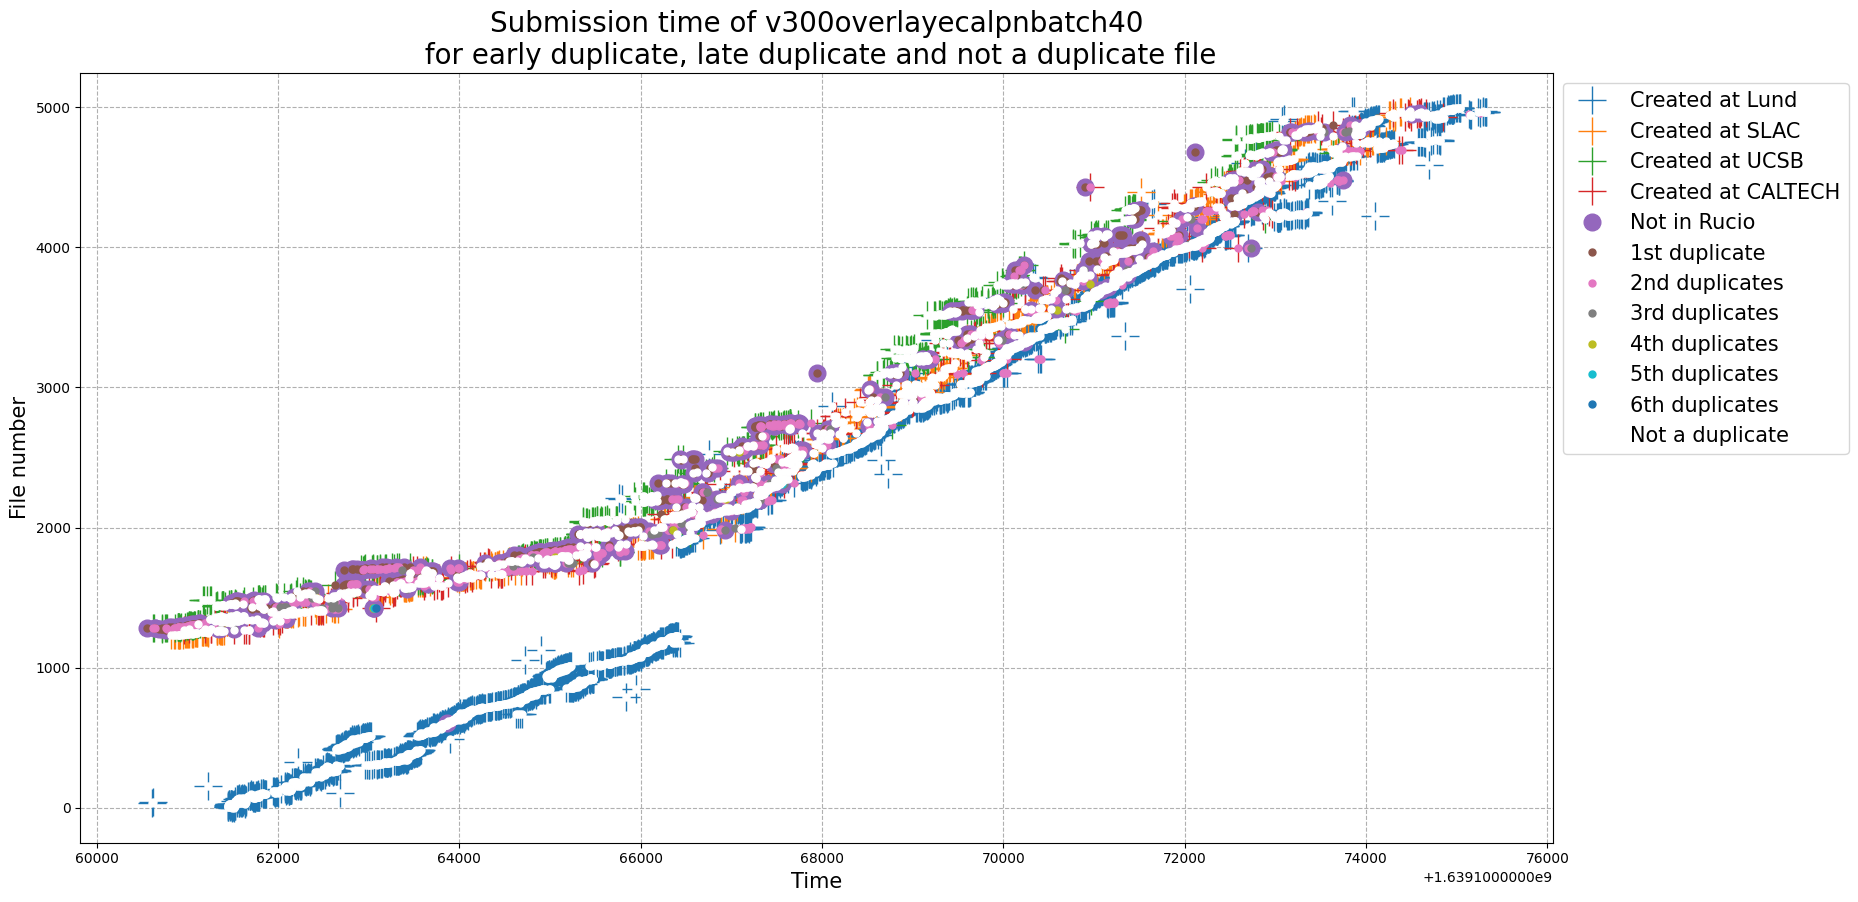 Submission time of v300overlayecalpnbatch40
for early duplicate, late duplicate and not a duplicate file
File number
5000
4000
3000
2000
1000
0
60000
62000
64000
66000
68000
70000
72000
74000
76000
Time
+1.6391000000e9
Created at Lund
Created at SLAC
Created at UCSB
Created at CALTECH
Not in Rucio
1st duplicate
2nd duplicates
3rd duplicates
4th duplicates
5th duplicates
6th duplicates
Not a duplicate